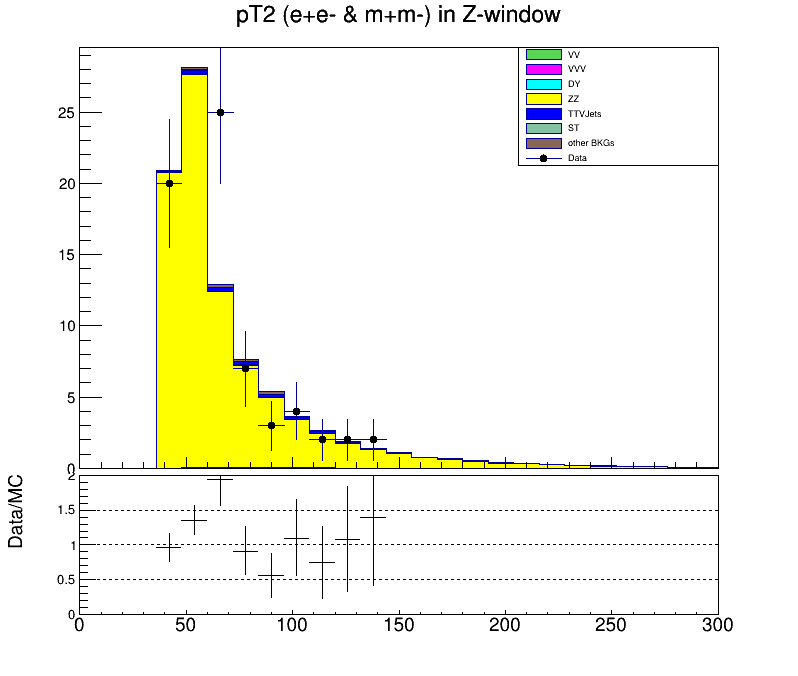 pT2 (e+e- & m+m-) in Z-window
VV
VVV
DY
ZZ
TTVJets
ST
other BKGs
Data
25
20
15
10
5
0
Data/MC
2
1.5
1
0.5
0
0 50 100 150 200 250 300